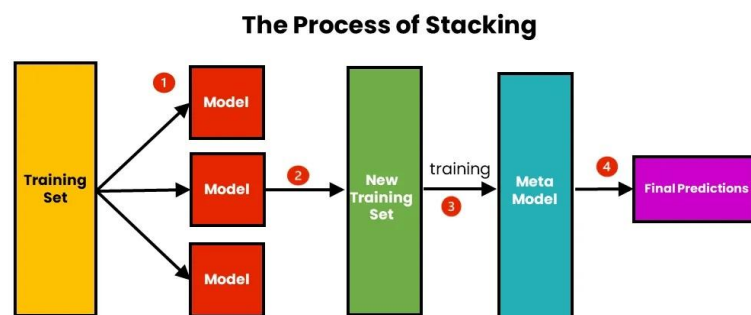 The Process of Stacking
1
Model
Training
Set
Model
2
New
Training
Set
training
3
Meta
Model
4
Final Predictions
Model